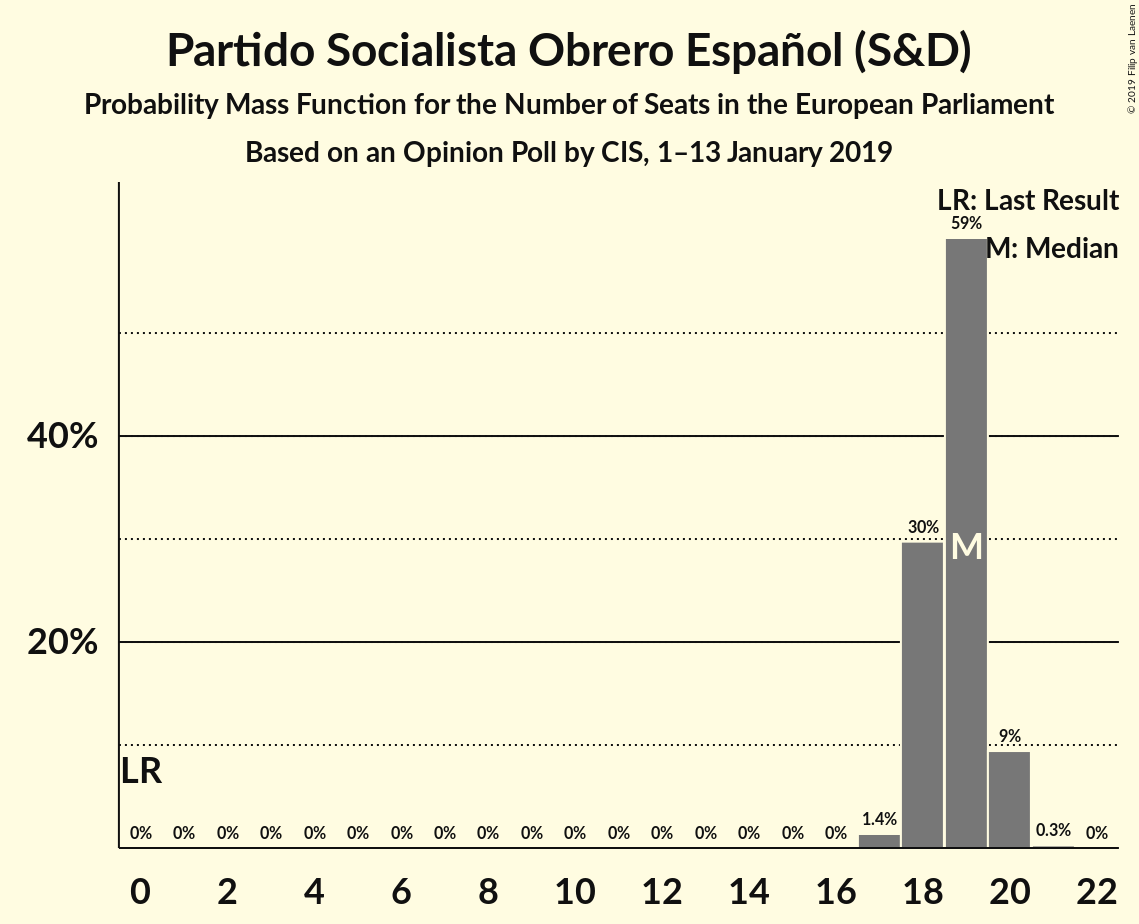 Partido Socialista Obrero Español (S&D)
Probability Mass Function for the Number of Seats in the European Parliament
Based on an Opinion Poll by CIS, 1–13 January 2019
© 2019 Filip van Laenen
LR: Last Result
M: Median
59%
40%
30%
M
20%
9%
LR
0% 0% 0% 0% 0% 0% 0% 0% 0% 0% 0% 0% 0% 0% 0% 0% 0% 1.4% 0.3% 0%
0 2 4 6 8 10 12 14 16 18 20 22